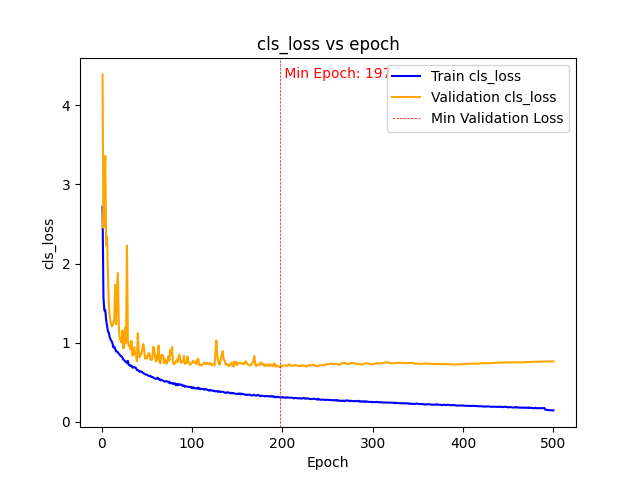 cls_loss vs epoch
Min Epoch: 197
Train cls_loss
Validation cls_loss
Min Validation Loss
cls_loss
4
3
2
1
0
0 100 200 300 400 500
Epoch